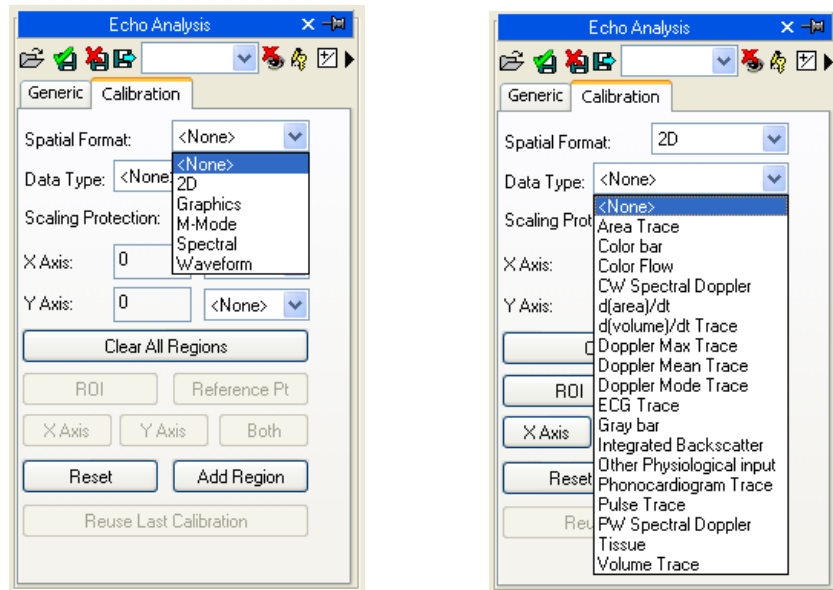 Echo Analysis
Generic Calibration
Spatial Format: <None>
<None>
2D
Graphics
M-Mode
Spectral
Waveform
Data Type: <None
Scaling Protection:
X Axis: 0
Y Axis: 0 <None>
Clear All Regions
ROI Reference Pt
X Axis Y Axis Both
Reset Add Region
Reuse Last Calibration
Echo Analysis
Generic Calibration
Spatial Format: 2D
Data Type: <None>
<None>
Area Trace
Color bar
Color Flow
CW Spectral Doppler
d(area)/dt
d(volume)/dt Trace
Doppler Max Trace
Doppler Mean Trace
Doppler Mode Trace
ECG Trace
Gray bar
Integrated Backscatter
Other Physiological input
Phonocardiogram Trace
Pulse Trace
PW Spectral Doppler
Tissue
Volume Trace
Scaling Prot
X Axis:
Y Axis:
ROI
X Axis
Reset
Reu